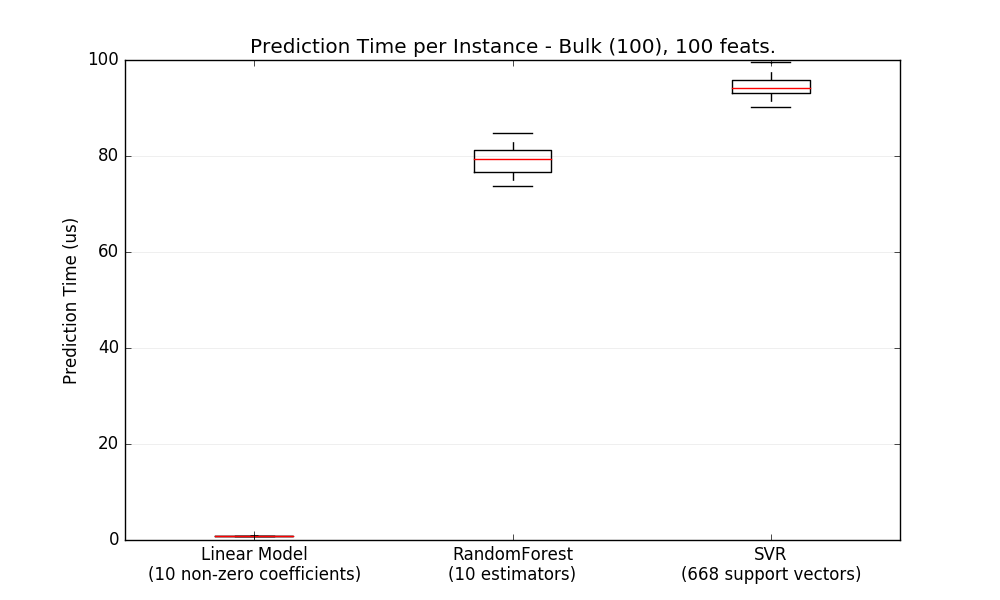 Prediction Time per Instance - Bulk (100), 100 feats.
100
80
60
40
20
0
Prediction Time (us)
Linear Model
(10 non-zero coefficients)
RandomForest
(10 estimators)
SVR
(668 support vectors)